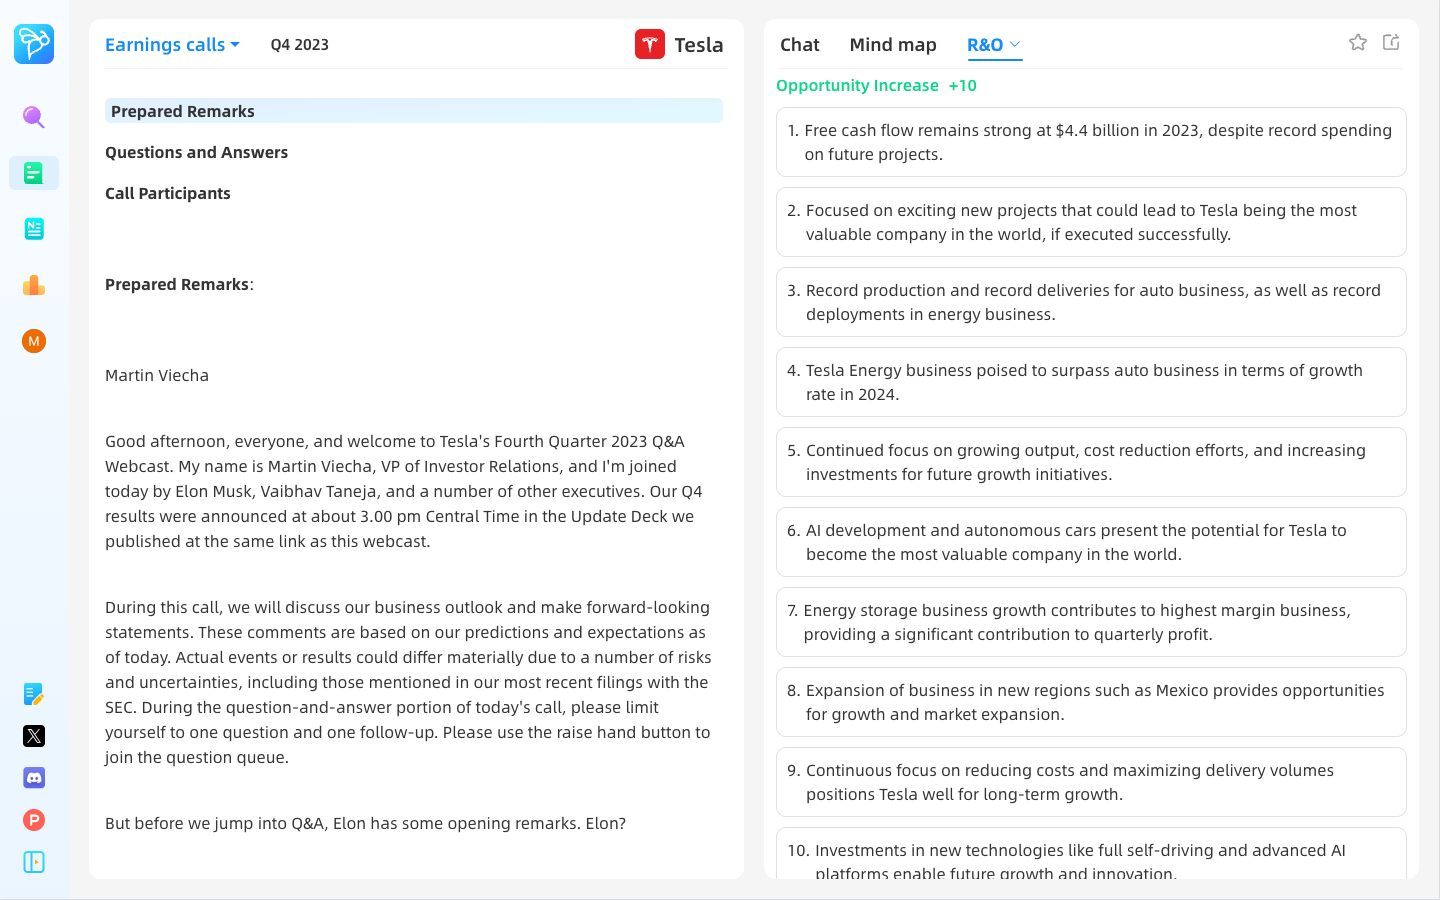 Earnings calls
Q4 2023
Tesla
Prepared Remarks
Questions and Answers
Call Participants
Prepared Remarks:
Martin Viecha
Good afternoon, everyone, and welcome to Tesla's Fourth Quarter 2023 Q&A
Webcast. My name is Martin Viecha, VP of Investor Relations, and I'm joined
today by Elon Musk, Vaibhav Taneja, and a number of other executives. Our Q4
results were announced at about 3.00 pm Central Time in the Update Deck we
published at the same link as this webcast.
During this call, we will discuss our business outlook and make forward-looking
statements. These comments are based on our predictions and expectations as
of today. Actual events or results could differ materially due to a number of risks
and uncertainties, including those mentioned in our most recent filings with the
SEC. During the question-and-answer portion of today's call, please limit
yourself to one question and one follow-up. Please use the raise hand button to
join the question queue.
But before we jump into Q&A, Elon has some opening remarks. Elon?
Chat
Mind map
R&O
Opportunity Increase +10
1. Free cash flow remains strong at $4.4 billion in 2023, despite record spending
on future projects.
2. Focused on exciting new projects that could lead to Tesla being the most
valuable company in the world, if executed successfully.
3. Record production and record deliveries for auto business, as well as record
deployments in energy business.
4. Tesla Energy business poised to surpass auto business in terms of growth
rate in 2024.
5. Continued focus on growing output, cost reduction efforts, and increasing
investments for future growth initiatives.
6. AI development and autonomous cars present the potential for Tesla to
become the most valuable company in the world.
7. Energy storage business growth contributes to highest margin business,
providing a significant contribution to quarterly profit.
8. Expansion of business in new regions such as Mexico provides opportunities
for growth and market expansion.
9. Continuous focus on reducing costs and maximizing delivery volumes
positions Tesla well for long-term growth.
10. Investments in new technologies like full self-driving and advanced AI
platforms enable future growth and innovation.
NE
M
X
P